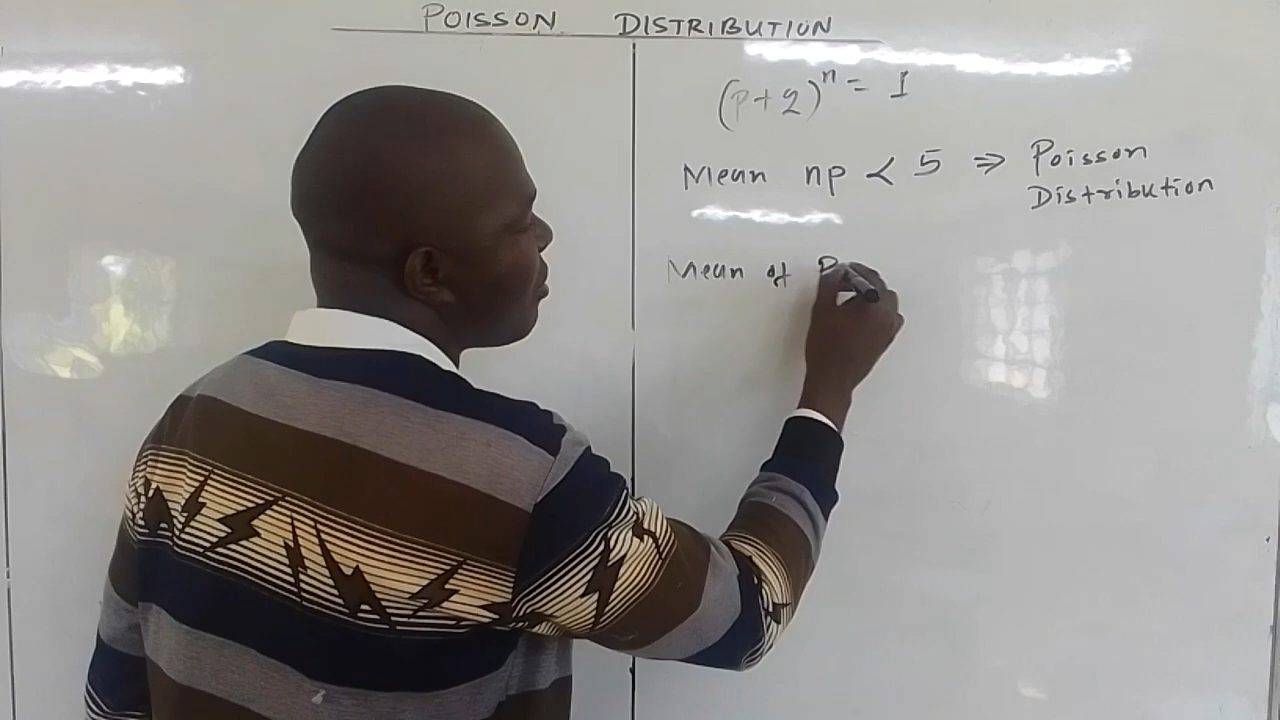 POISSON DISTRIBUTION
(p+q)ⁿ = 1
Mean np < 5 ⇒ Poisson
Distribution
Mean of P